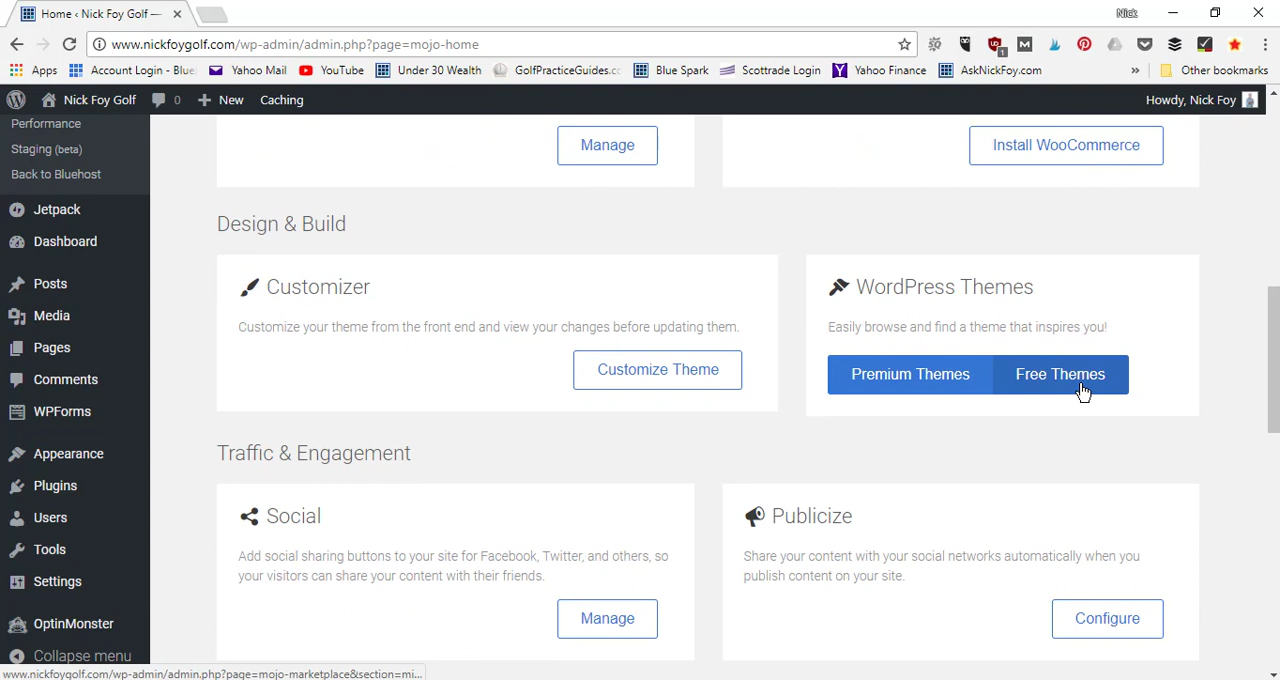 Home ‹ Nick Foy Golf —
Nick
www.nickfoygolf.com/wp-admin/admin.php?page=mojo-home
1
Apps
Account Login - Blue
Yahoo Mail
YouTube
Under 30 Wealth
GolfPracticeGuides.cc
Blue Spark
Scottrade Login
Yahoo Finance
AskNickFoy.com
»
Other bookmarks
Nick Foy Golf
0
New
Caching
Howdy, Nick Foy
Performance
Staging (beta)
Back to Bluehost
Jetpack
Dashboard
Posts
Media
Pages
Comments
WPForms
Appearance
Plugins
Users
Tools
Settings
OptinMonster
Collapse menu
Manage
Install WooCommerce
Design & Build
Customizer
Customize your theme from the front end and view your changes before updating them.
Customize Theme
WordPress Themes
Easily browse and find a theme that inspires you!
Premium Themes
Free Themes
Traffic & Engagement
Social
Add social sharing buttons to your site for Facebook, Twitter, and others, so
your visitors can share your content with their friends.
Manage
Publicize
Share your content with your social networks automatically when you
publish content on your site.
Configure
www.nickfoygolf.com/wp-admin/admin.php?page=mojo-marketplace&section=mi...